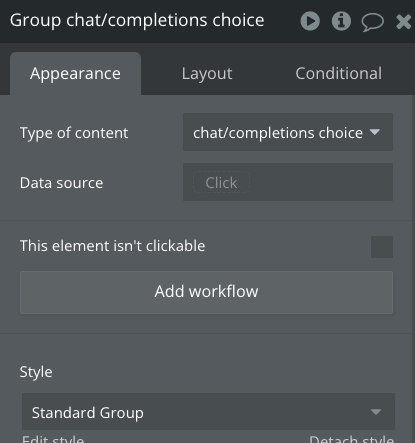 Group chat/completions choice
Appearance Layout Conditional
Type of content chat/completions choice
Data source Click
This element isn't clickable
Add workflow
Style
Standard Group
Edit style Detach style